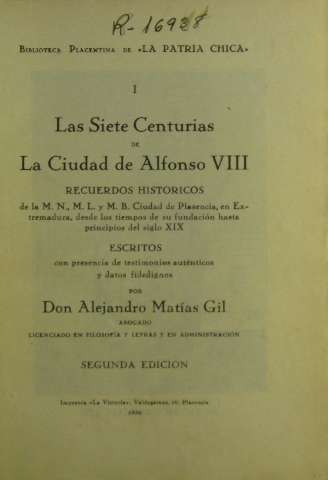 R-16928
BIBLIOTECA PLACENTINA DE «LA PATRIA CHICA»
I
Las Siete Centurias
DE
La Ciudad de Alfonso VIII
RECUERDOS HISTORICOS
de la M. N., M. L. y M. B. Ciudad de Plasencia, en Ex-
tremadura, desde los tiempos de su fundación hasta
principios del siglo XIX
ESCRITOS
con presencia de testimonios auténticos
y datos fidedignos
POR
Don Alejandro Matías Gil
ABOGADO
LICENCIADO EN FILOSOFÍA Y LETRAS Y EN ADMINISTRACIÓN
SEGUNDA EDICION
Imprenta «La Victoria», Valdegamas, Plasencia